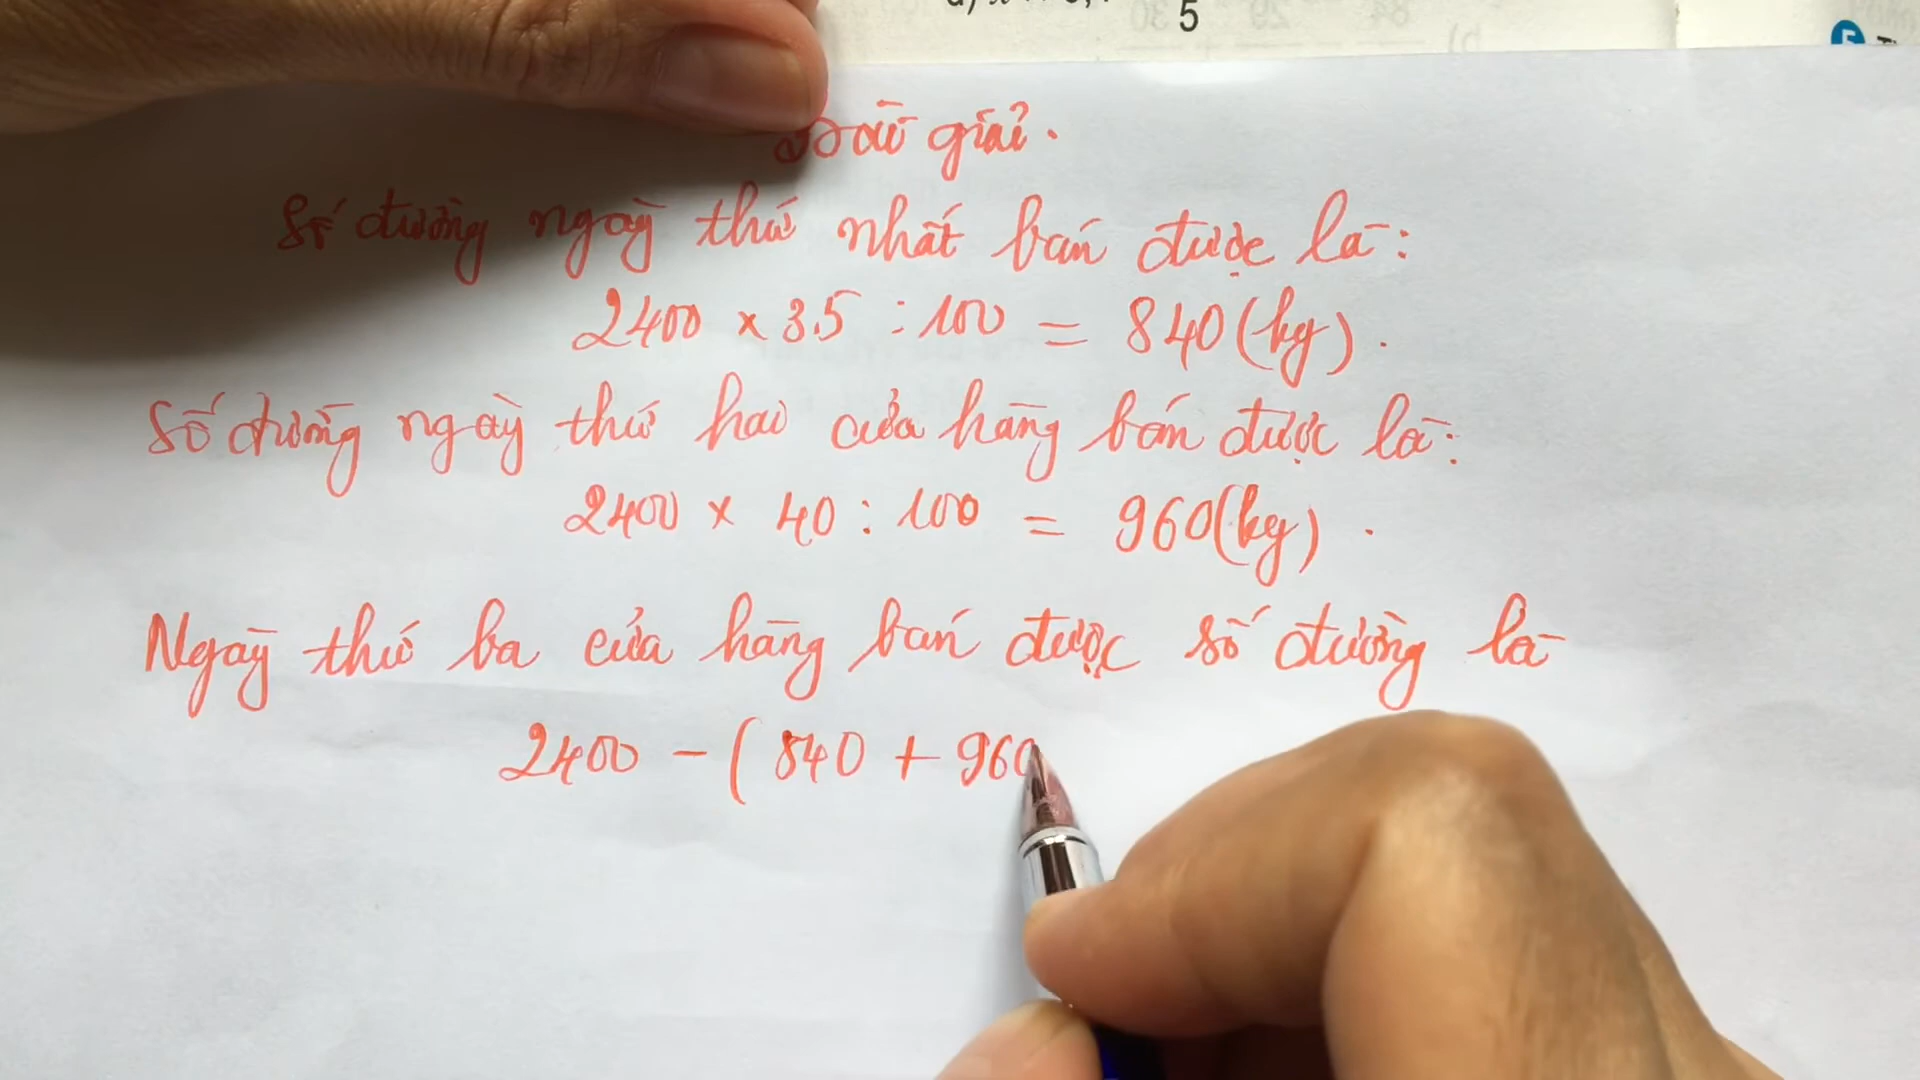 5
Bài giải.
Số đường ngày thứ nhất bán được là:
2400 x 35 : 100 = 840 (kg).
Số đường ngày thứ hai cửa hàng bán được là:
2400 x 40 : 100 = 960 (kg).
Ngày thứ ba cửa hàng bán được số đường là
2400 - ( 840 + 960